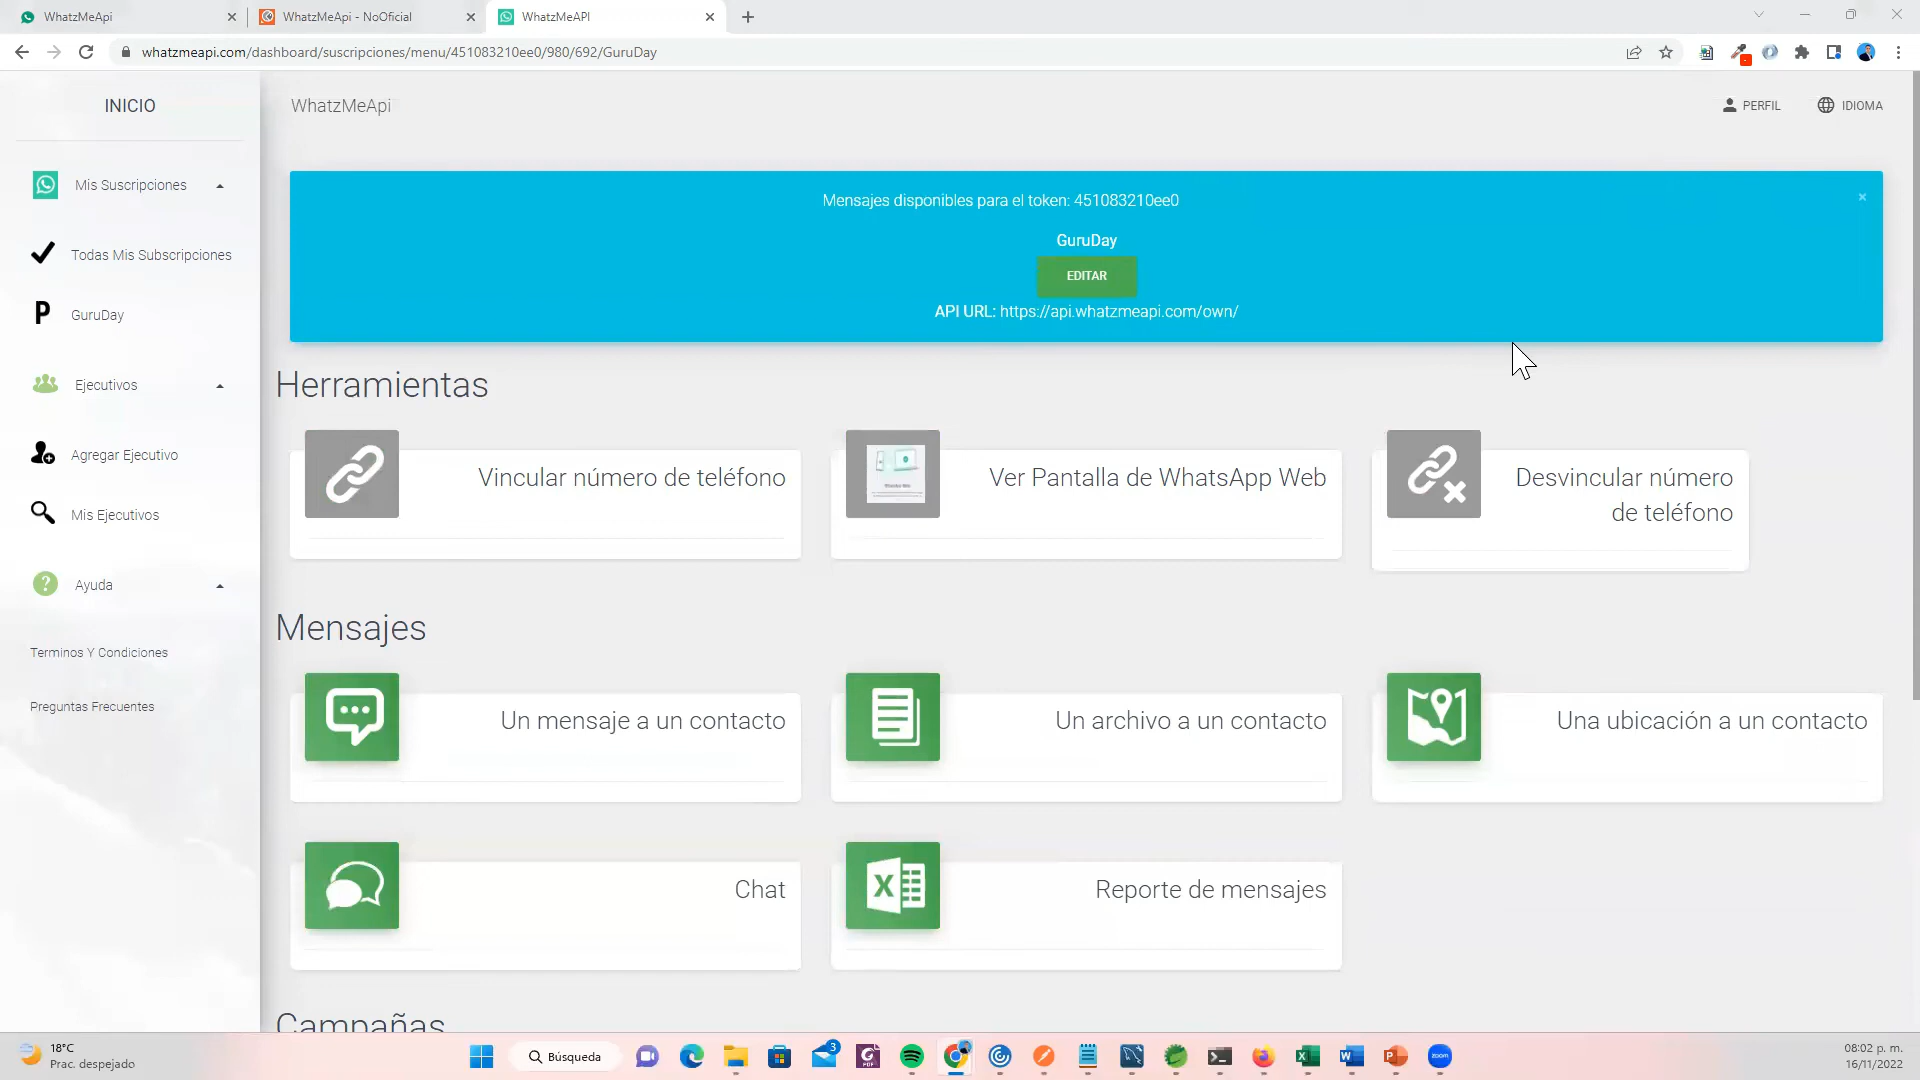 WhatzMeApi
WhatzMeApi - NoOficial
WhatzMeAPI
whatzmeapi.com/dashboard/suscripciones/menu/451083210ee0/980/692/GuruDay
INICIO
WhatzMeApi
PERFIL
IDIOMA
Mis Suscripciones
Todas Mis Subscripciones
GuruDay
Ejecutivos
Agregar Ejecutivo
Mis Ejecutivos
Ayuda
Terminos Y Condiciones
Preguntas Frecuentes
Mensajes disponibles para el token: 451083210ee0
×
GuruDay
EDITAR
API URL: https://api.whatzmeapi.com/own/
Herramientas
Vincular número de teléfono
Ver Pantalla de WhatsApp Web
Desvincular número
de teléfono
Mensajes
Un mensaje a un contacto
Un archivo a un contacto
Una ubicación a un contacto
Chat
Reporte de mensajes
Campañas
18°C
Prac. despejado
Búsqueda
3
zoom
08:02 p. m.
16/11/2022